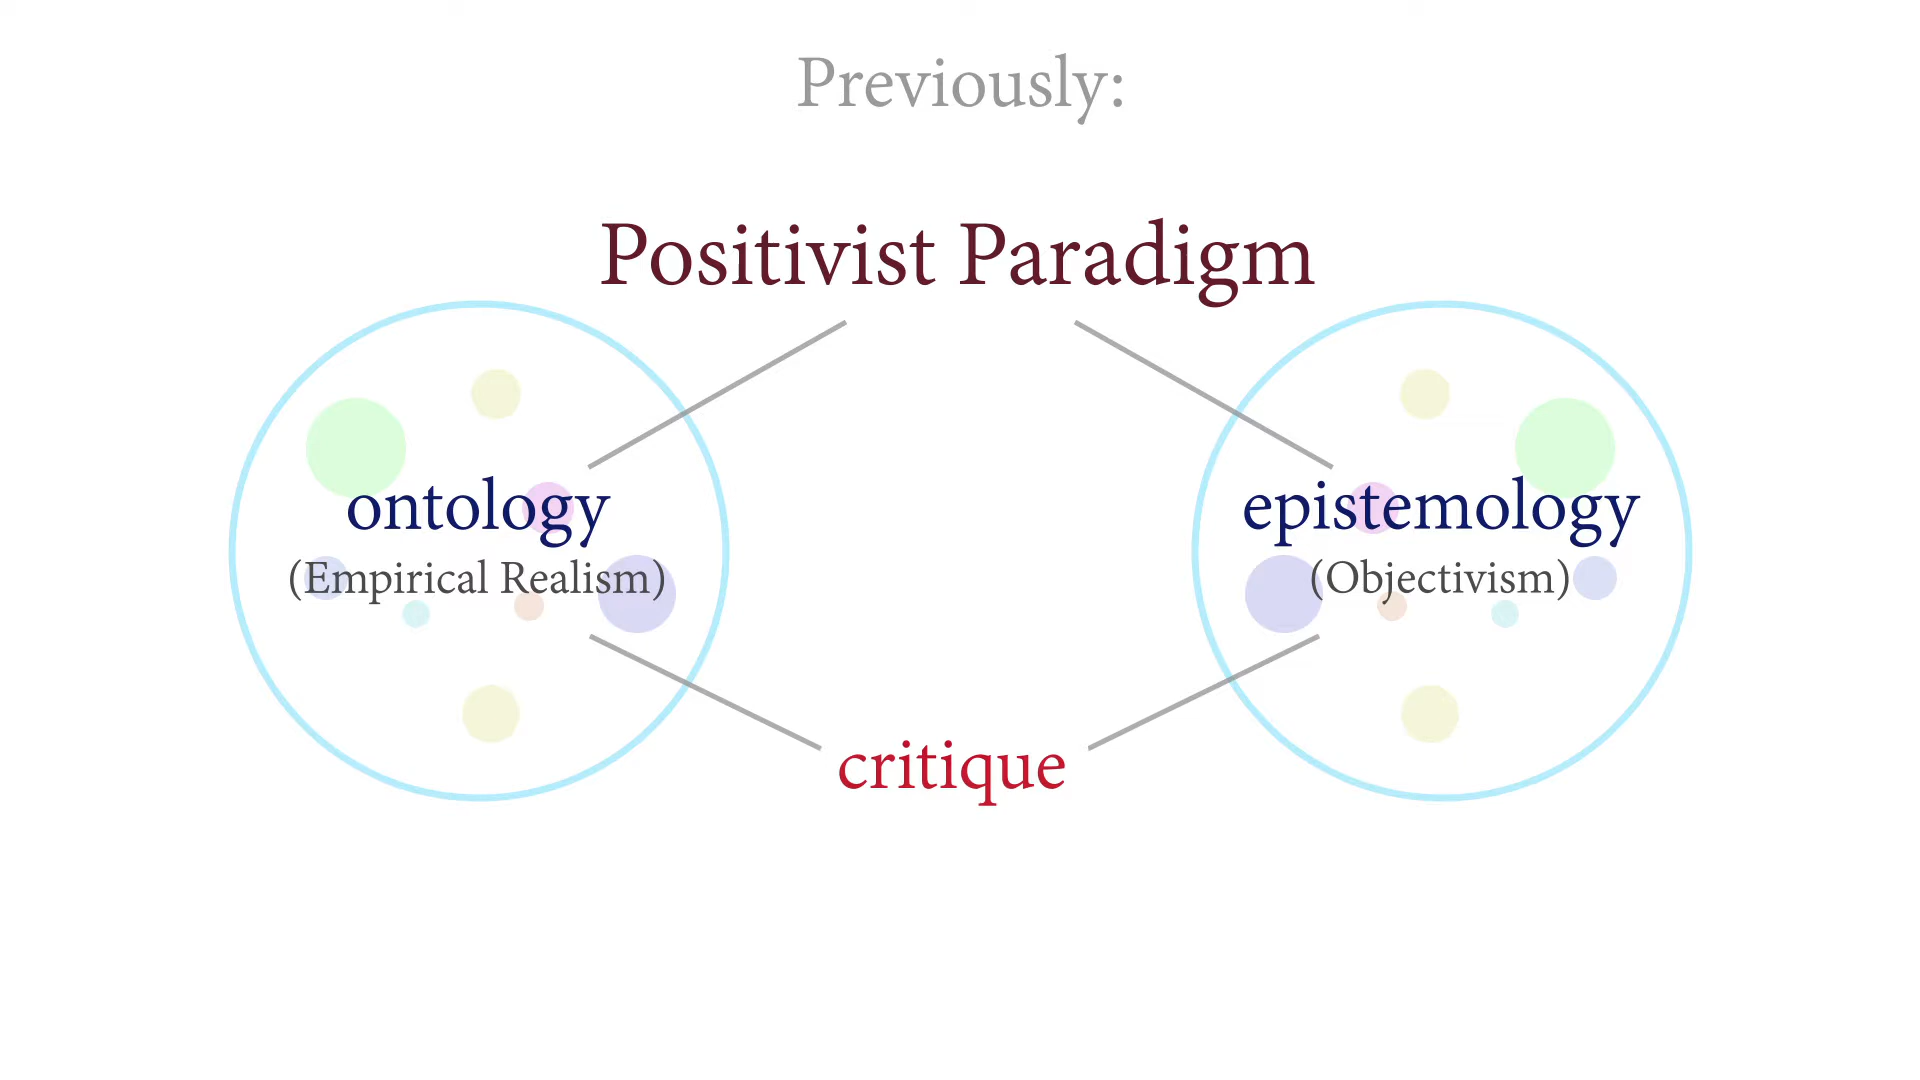 Previously:
Positivist Paradigm
ontology
(Empirical Realism)
epistemology
(Objectivism)
critique